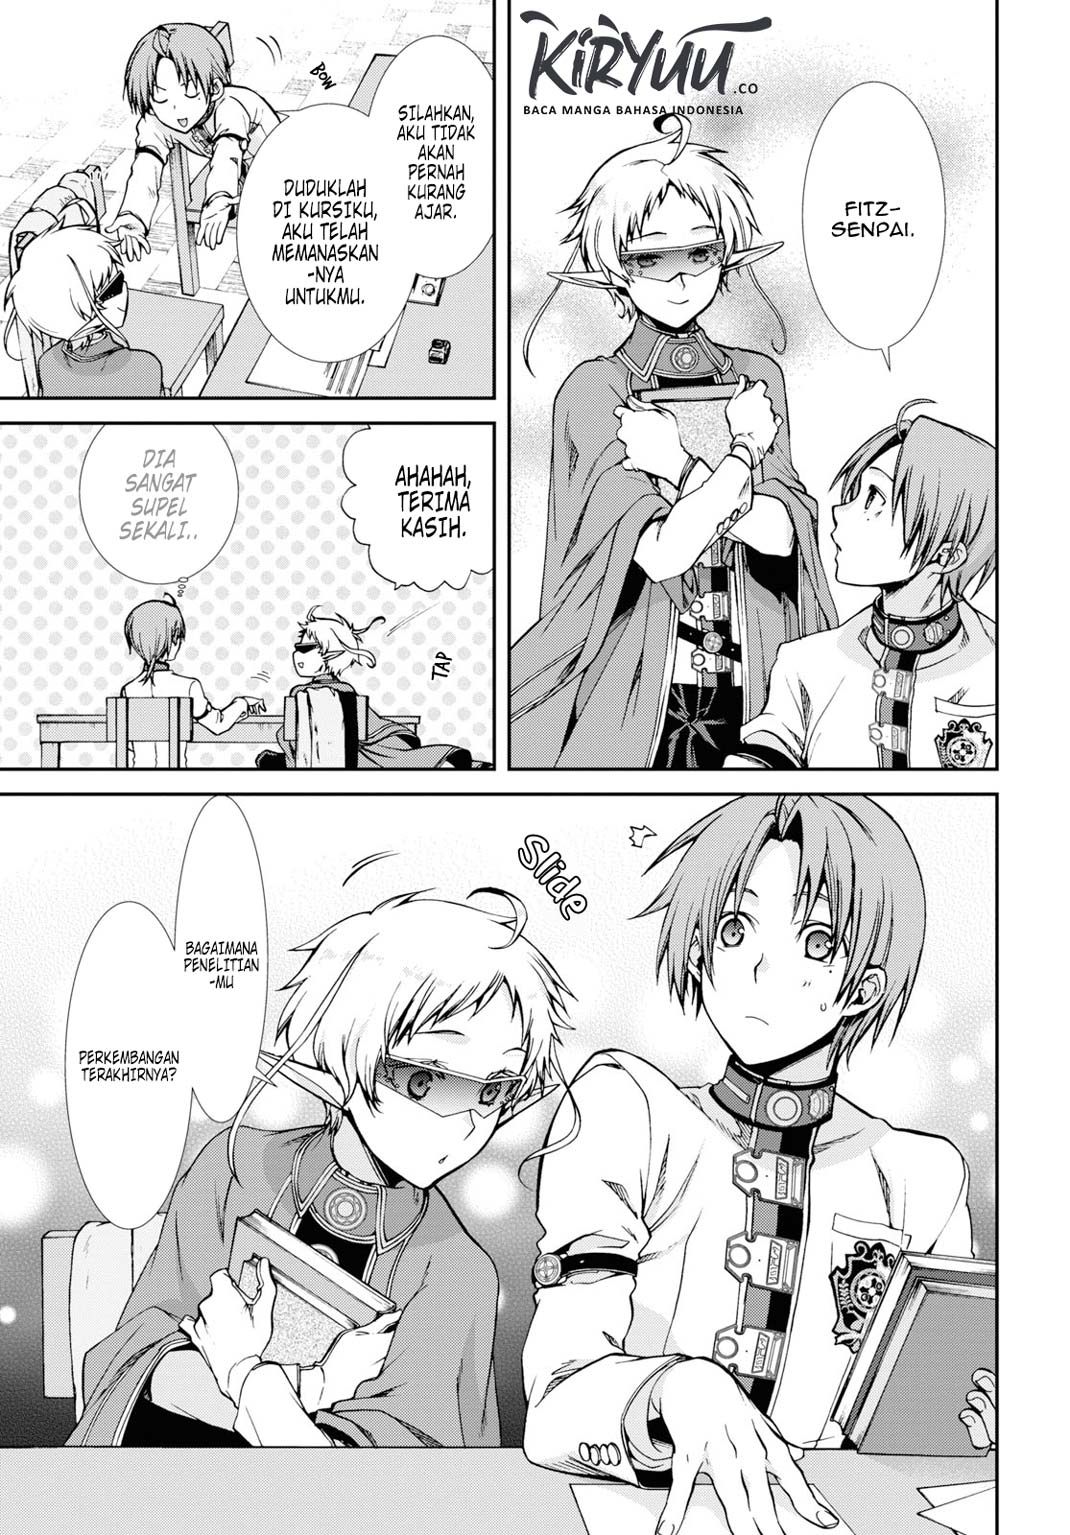 KIRYUU.CO
BACA MANGA BAHASA INDONESIA
FITZ-
SENPAI.
BOW
SILAHKAN,
AKU TIDAK
AKAN
PERNAH
KURANG
AJAR.
DUDUKLAH
DI KURSIKU,
AKU TELAH
MEMANASKAN
-NYA
UNTUKMU.
AHAHAH,
TERIMA
KASIH.
DIA
SANGAT
SUPEL
SEKALI..
TAP
Slide
BAGAIMANA
PENELITIAN
-MU
PERKEMBANGAN
TERAKHIRNYA?